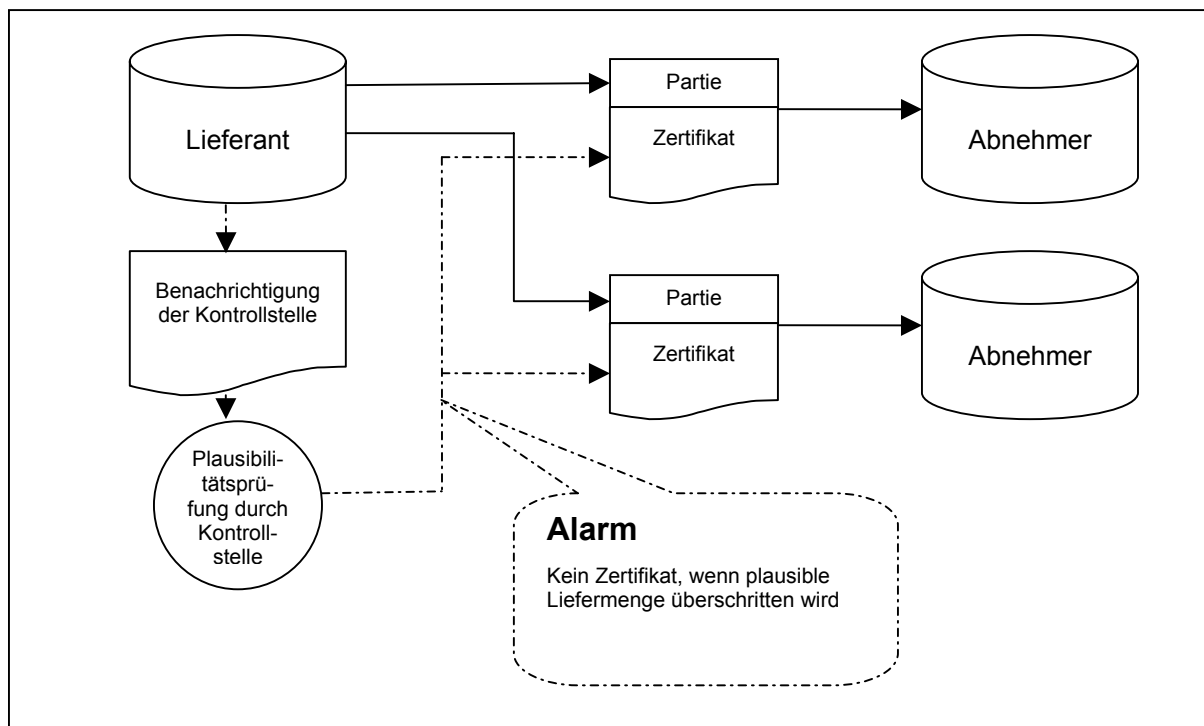 Lieferant
Partie
Zertifikat
Abnehmer
Benachrichtigung
der Kontrollstelle
Partie
Zertifikat
Abnehmer
Plausibili-
tätsprü-
fung durch
Kontroll-
stelle
Alarm
Kein Zertifikat, wenn plausible
Liefermenge überschritten wird